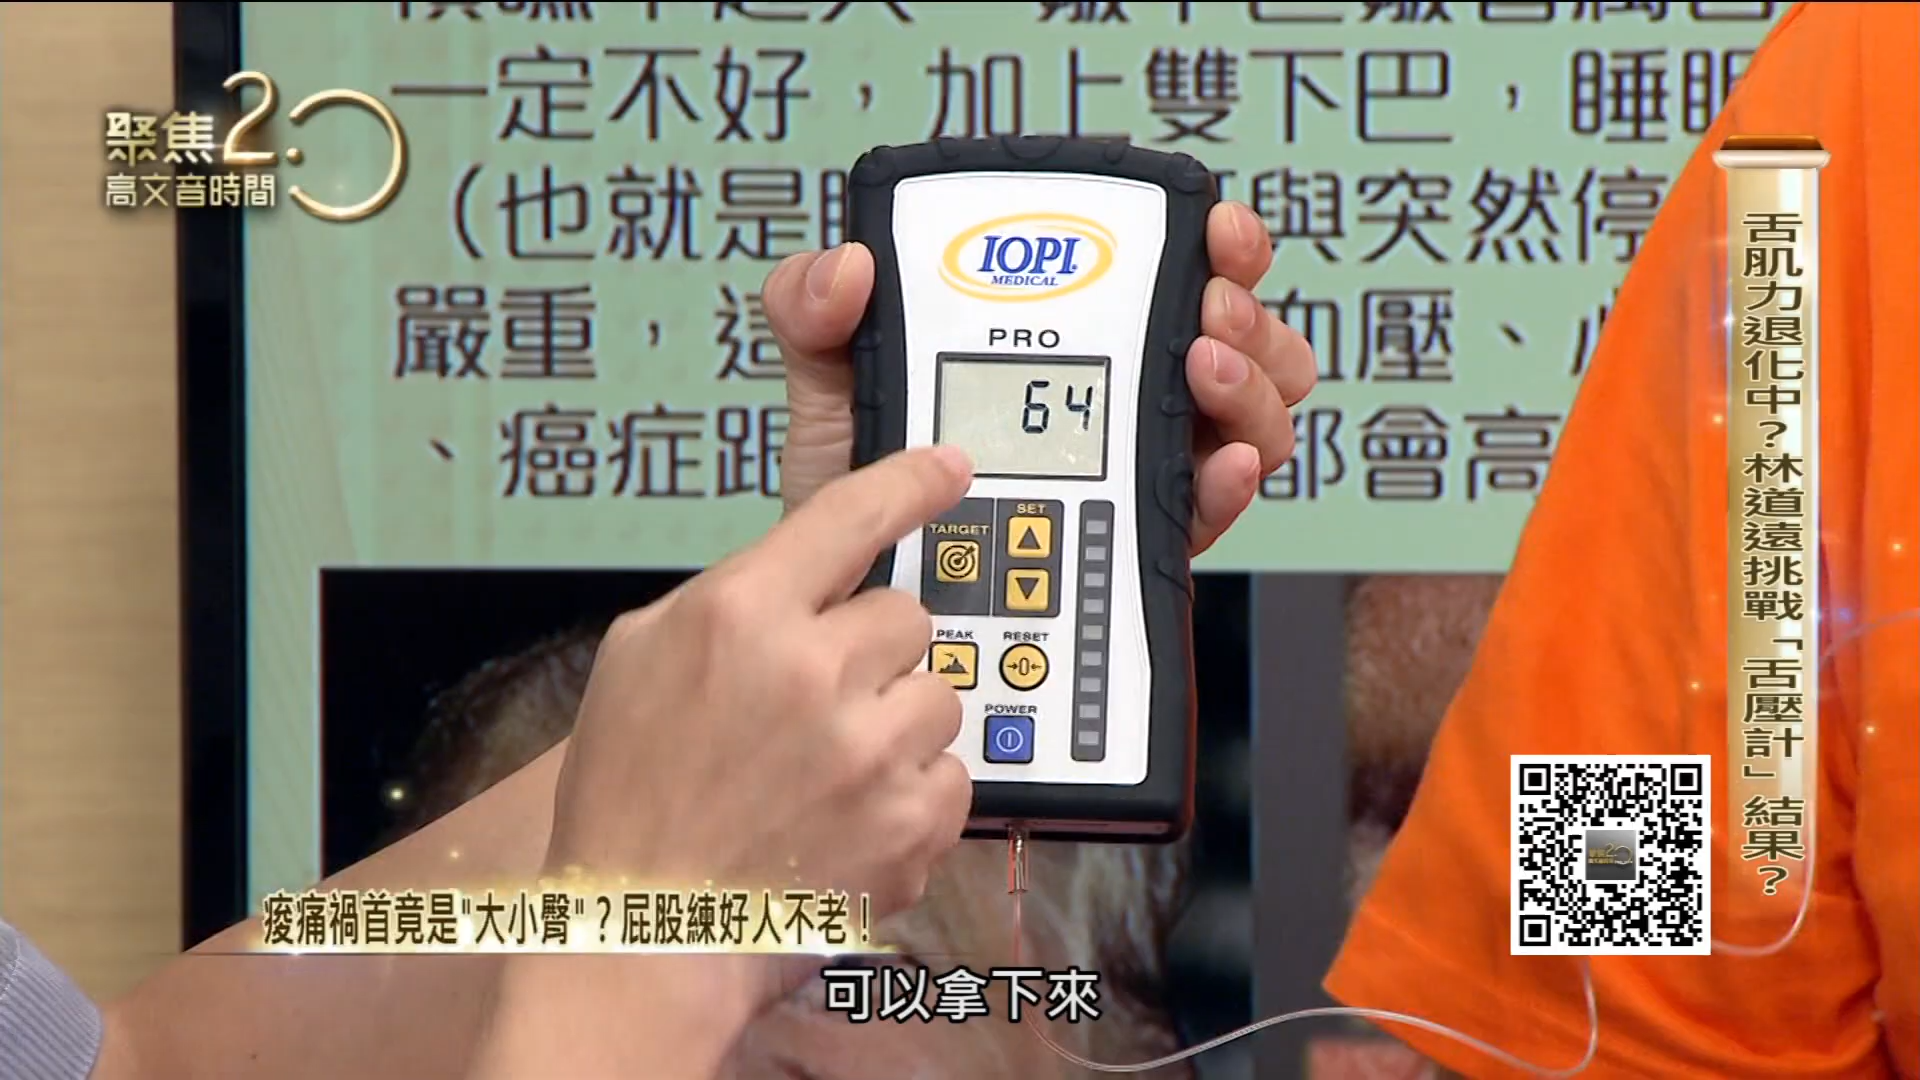 一定不好，加上雙下巴，睡眠
（也就是
與突然停
嚴重，這
血壓、心
、癌症跟
都會高
聚焦2.0
高文音時間
IOPI
MEDICAL
PRO
64
TARGET
SET
PEAK
RESET
→0←
POWER
舌肌力退化中？林道遠挑戰「舌壓計」結果？
痠痛禍首竟是"大小臀"？屁股練好人不老！
可以拿下來